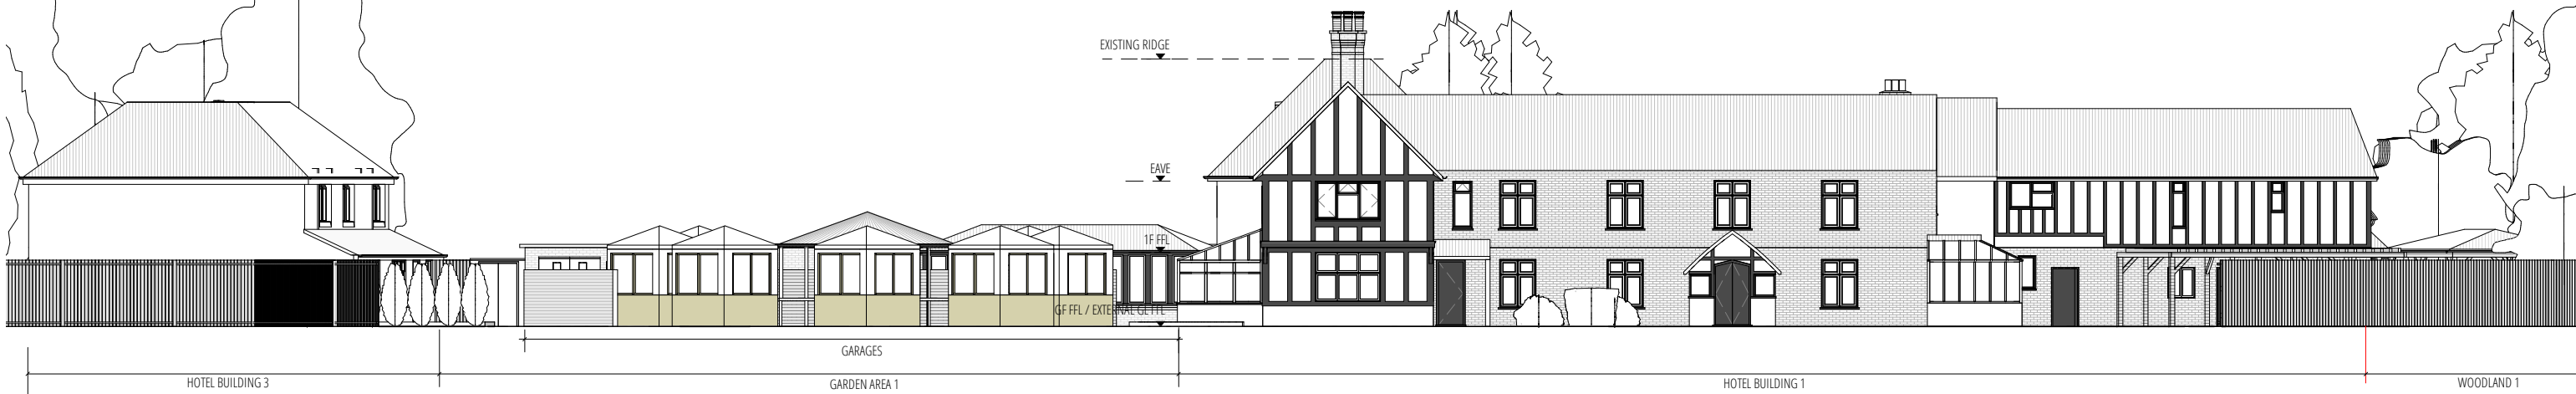 EXISTING RIDGE
EAVE
1F FFL
GF FFL / EXTERNAL
GARAGES
HOTEL BUILDING 3
GARDEN AREA 1
HOTEL BUILDING 1
WOODLAND 1